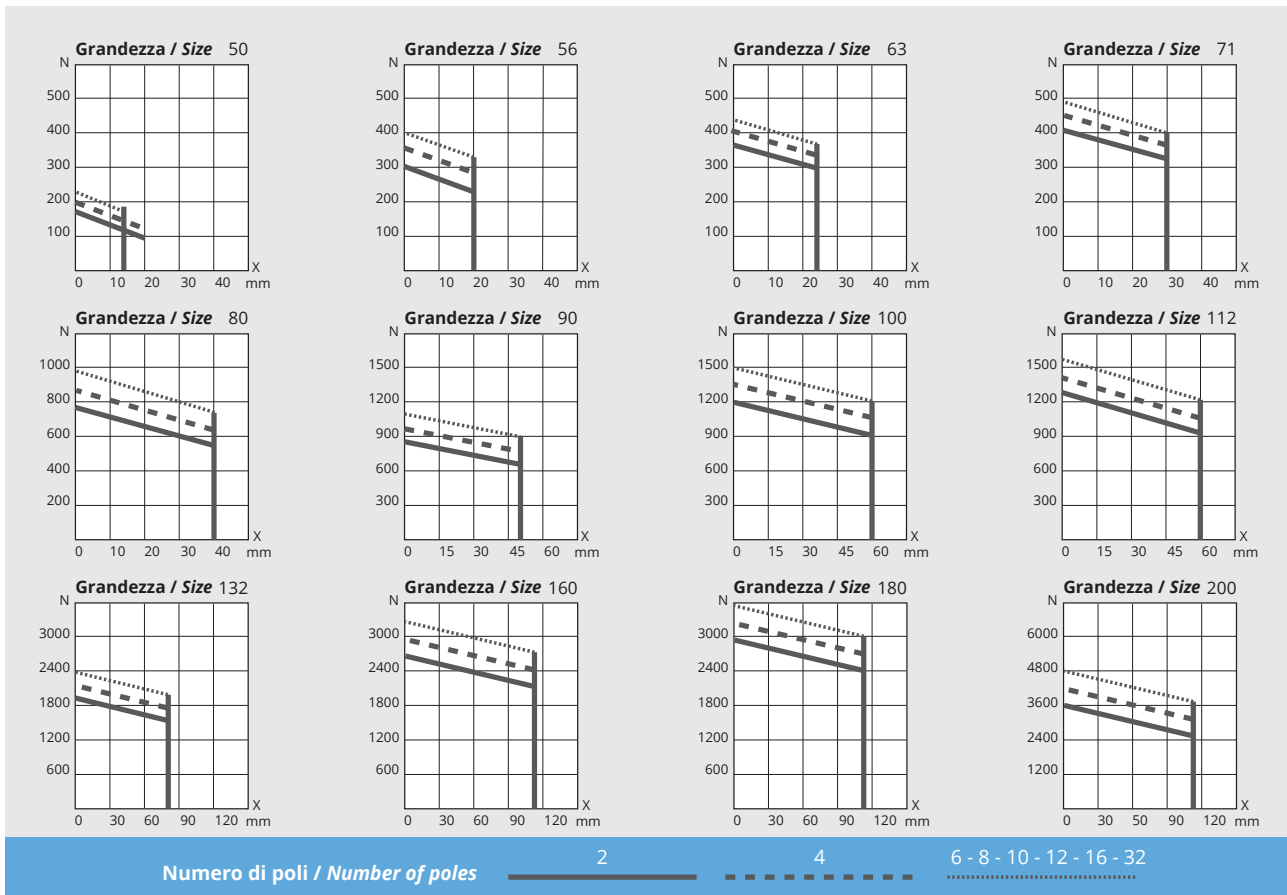 Grandezza / Size 50
N
500
400
300
200
100
X
0 10 20 30 40 mm
Grandezza / Size 56
N
500
400
300
200
100
X
0 10 20 30 40 mm
Grandezza / Size 63
N
500
400
300
200
100
X
0 10 20 30 40 mm
Grandezza / Size 71
N
500
400
300
200
100
X
0 10 20 30 40 mm
Grandezza / Size 80
N
1000
800
600
400
200
X
0 10 20 30 40 mm
Grandezza / Size 90
N
1500
1200
900
600
300
X
0 15 30 45 60 mm
Grandezza / Size 100
N
1500
1200
900
600
300
X
0 15 30 45 60 mm
Grandezza / Size 112
N
1500
1200
900
600
300
X
0 15 30 45 60 mm
Grandezza / Size 132
N
3000
2400
1800
1200
600
X
0 30 60 90 120 mm
Grandezza / Size 160
N
3000
2400
1800
1200
600
X
0 30 60 90 120 mm
Grandezza / Size 180
N
3000
2400
1800
1200
600
X
0 30 60 90 120 mm
Grandezza / Size 200
N
6000
4800
3600
2400
1200
X
0 30 50 90 120 mm
Numero di poli / Number of poles 2 4 6 - 8 - 10 - 12 - 16 - 32